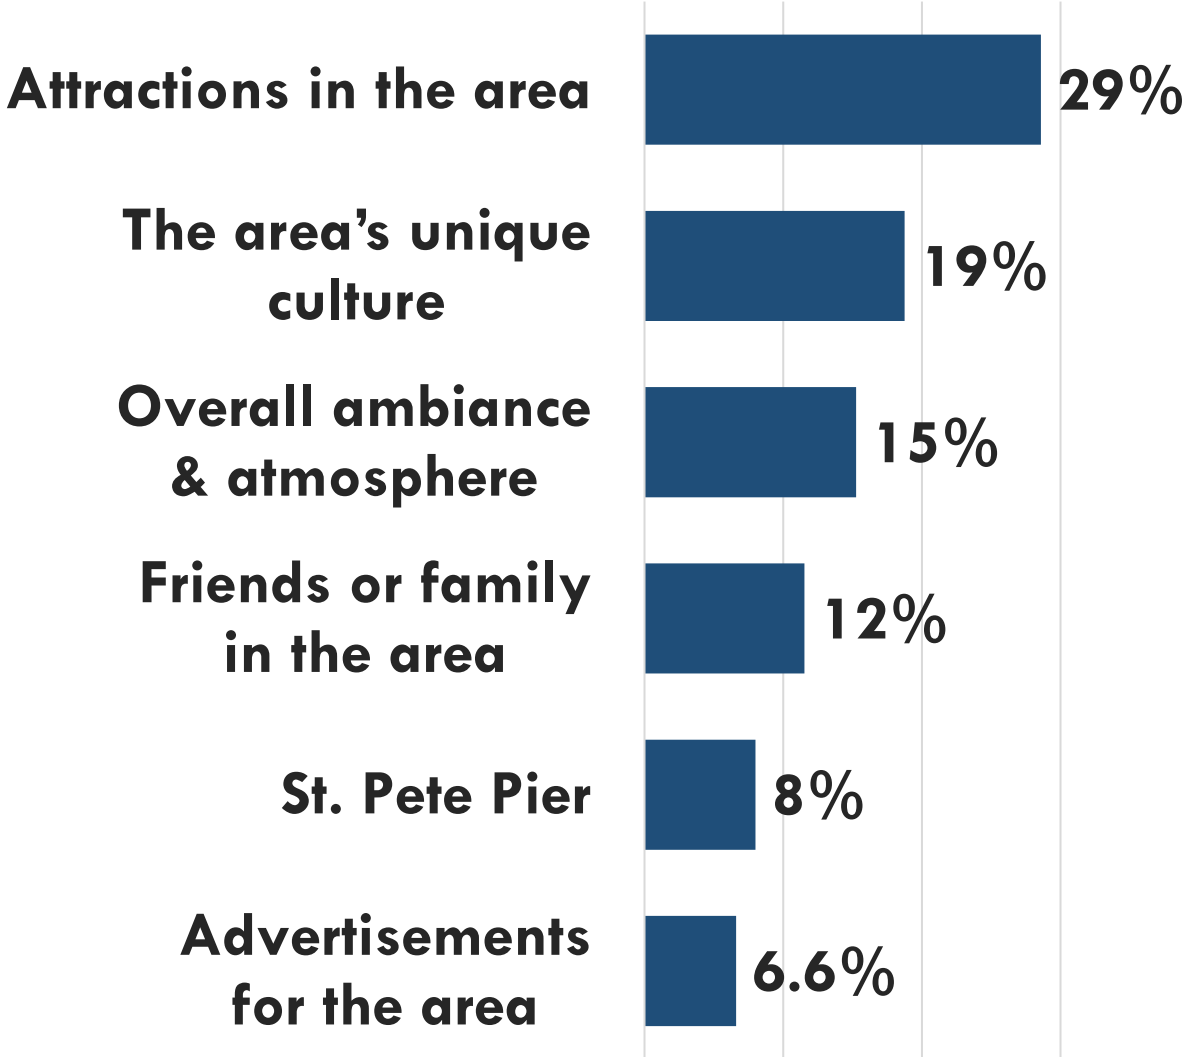 Attractions in the area
29%
The area’s unique
culture
19%
Overall ambiance
& atmosphere
15%
Friends or family
in the area
12%
St. Pete Pier
8%
Advertisements
for the area
6.6%